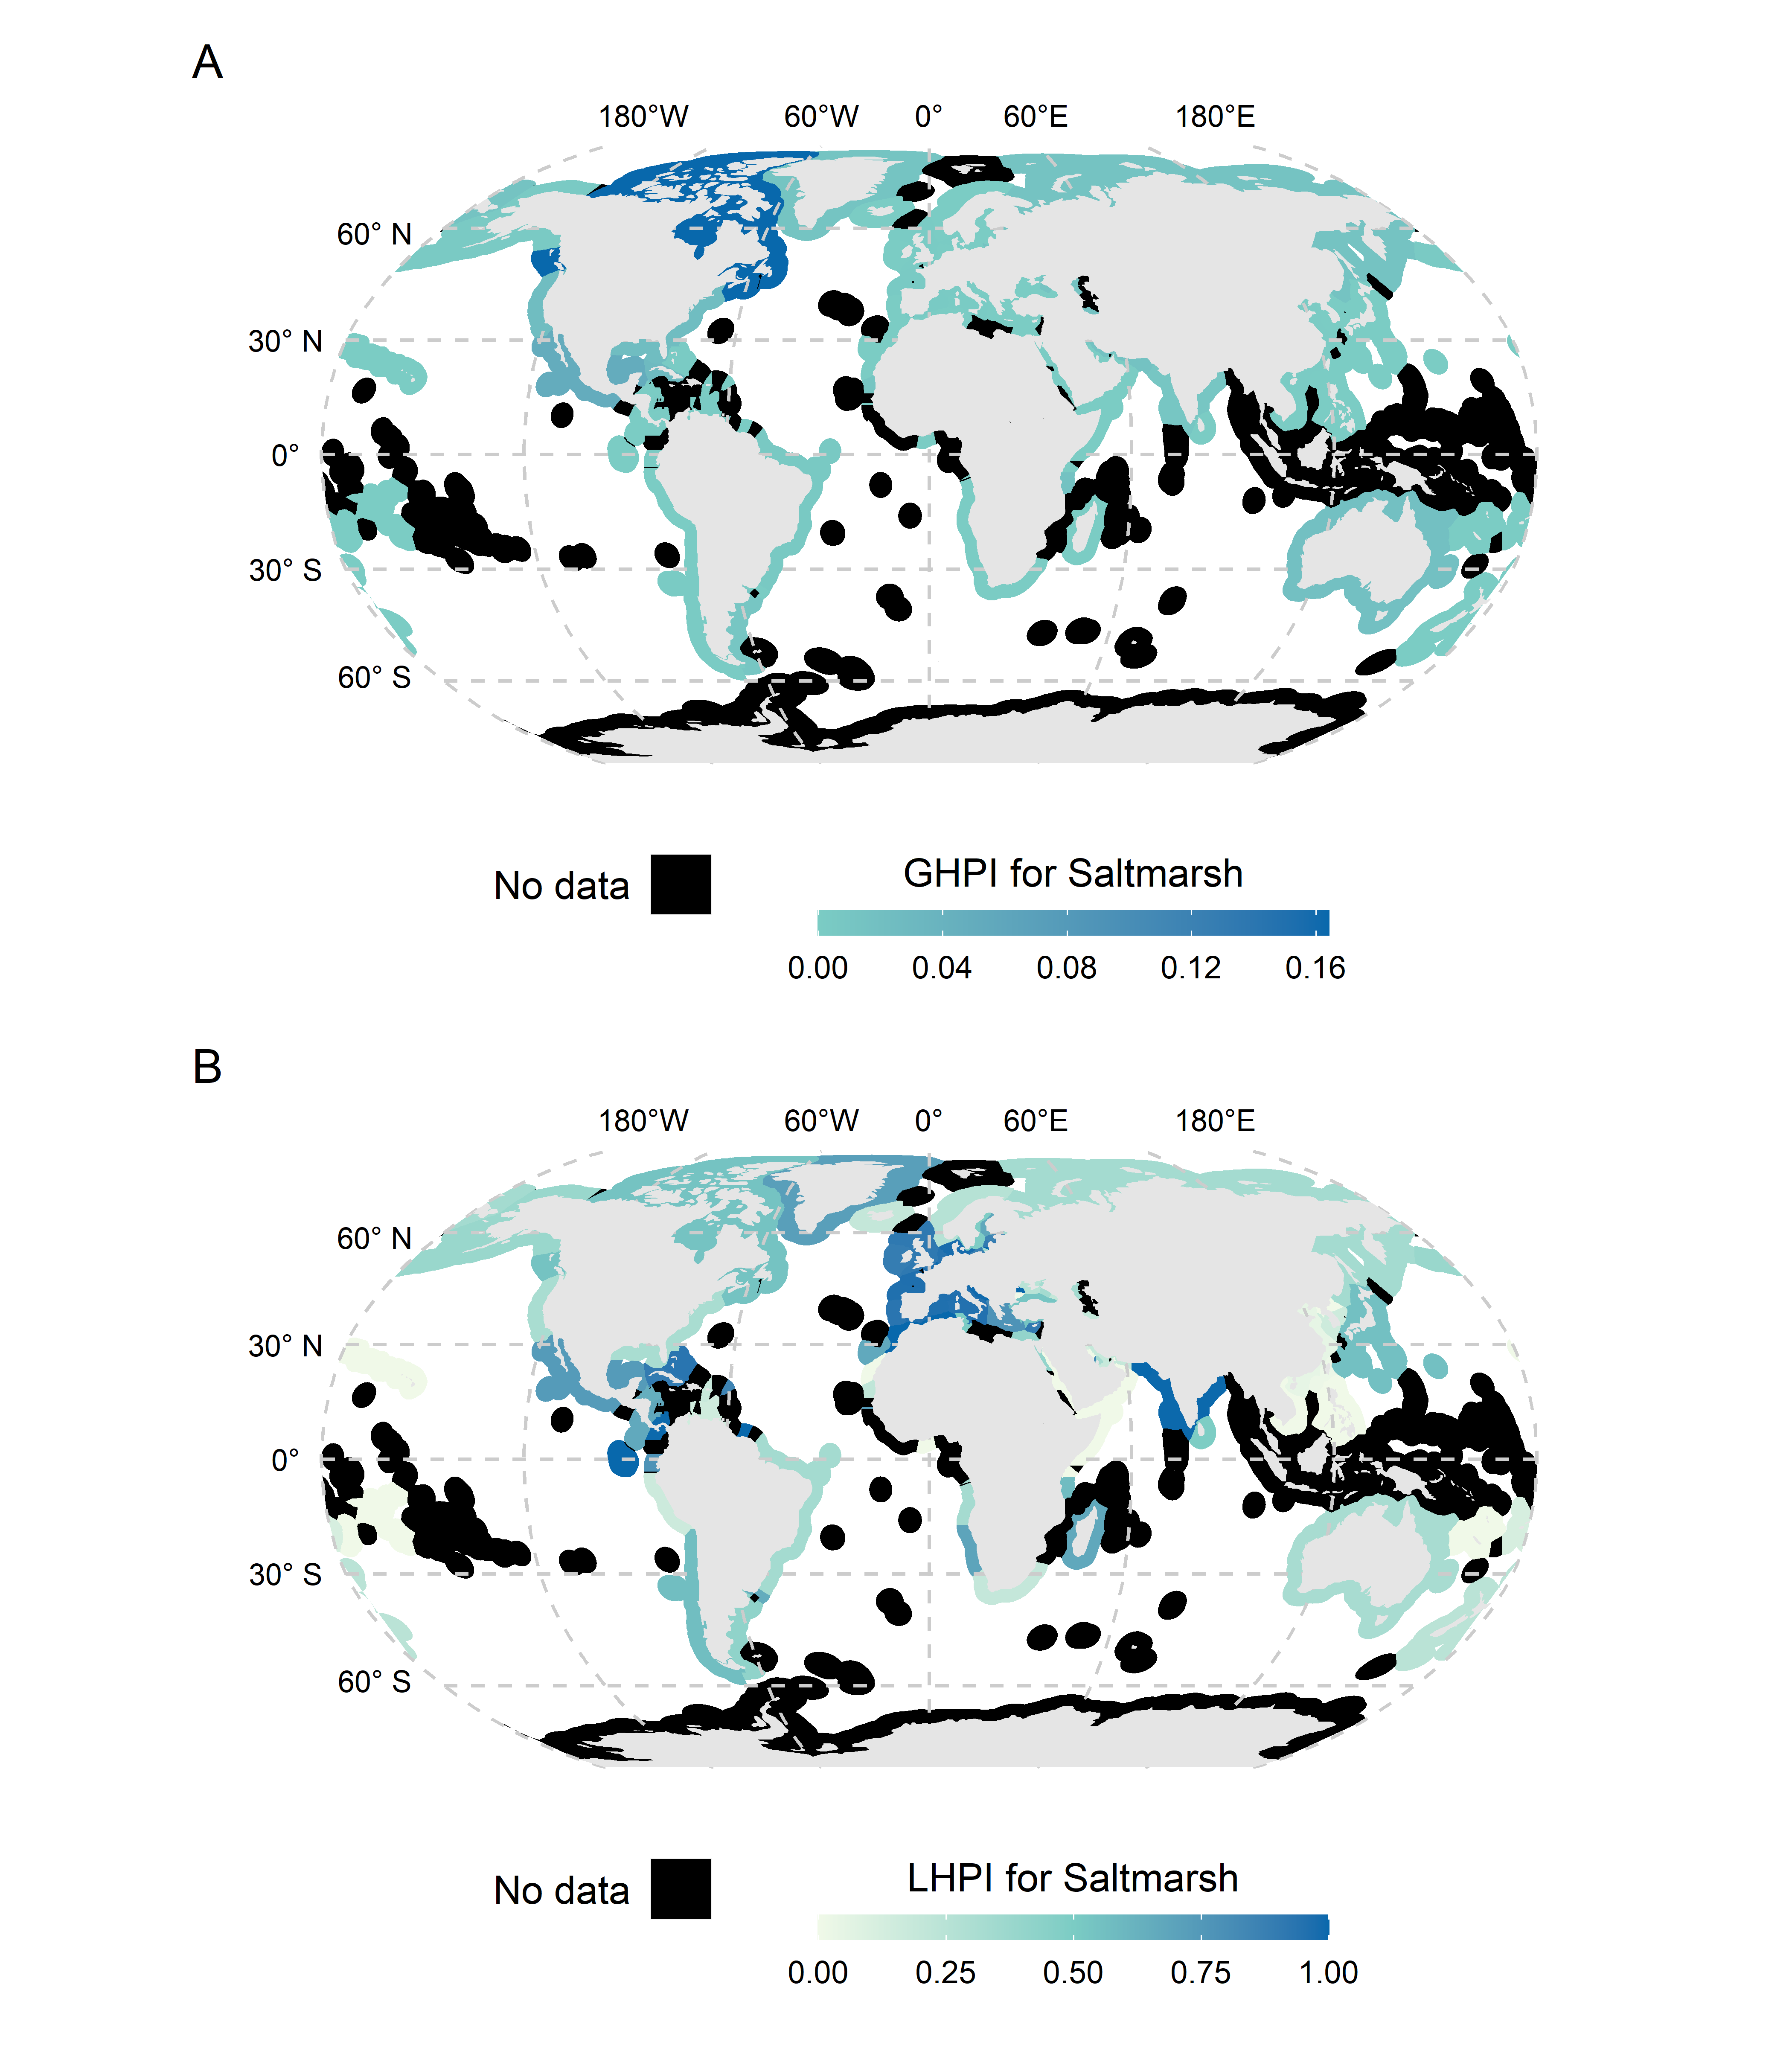 A
180°W 60°W 0° 60°E 180°E
60° N
30° N
0°
30° S
60° S
No data
GHPI for Saltmarsh
0.00 0.04 0.08 0.12 0.16
B
180°W 60°W 0° 60°E 180°E
60° N
30° N
0°
30° S
60° S
No data
LHPI for Saltmarsh
0.00 0.25 0.50 0.75 1.00